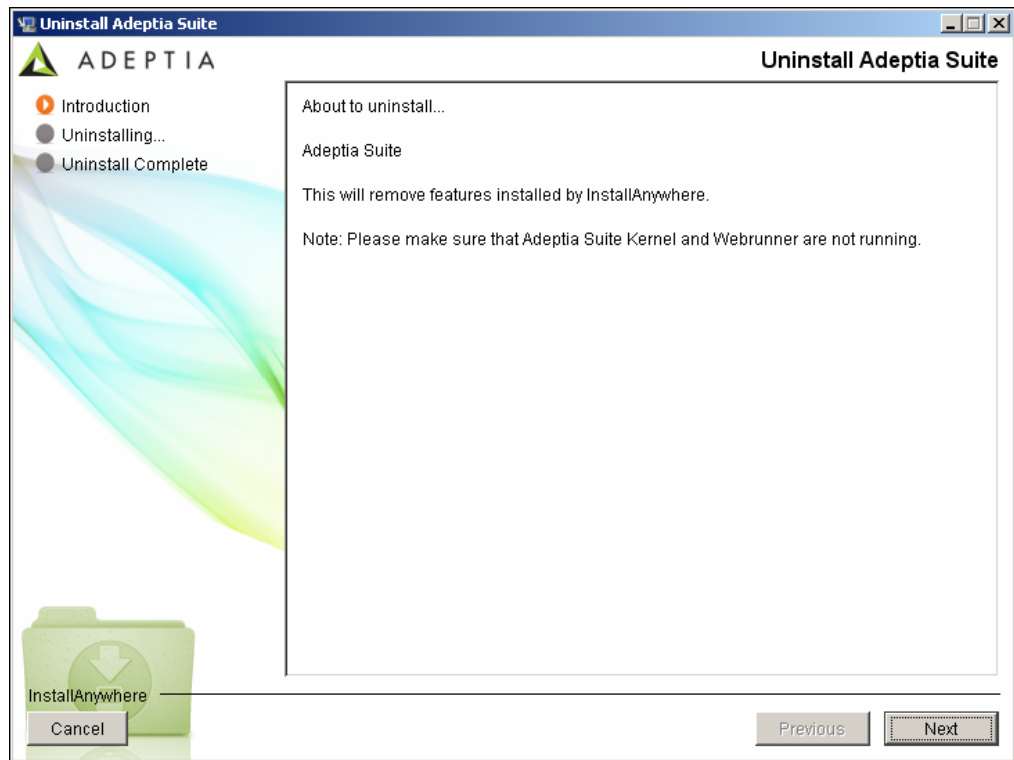 Uninstall Adeptia Suite
ADEPTIA
Uninstall Adeptia Suite
Introduction
Uninstalling...
Uninstall Complete
About to uninstall...
Adeptia Suite
This will remove features installed by InstallAnywhere.
Note: Please make sure that Adeptia Suite Kernel and Webrunner are not running.
InstallAnywhere
Cancel
Previous
Next